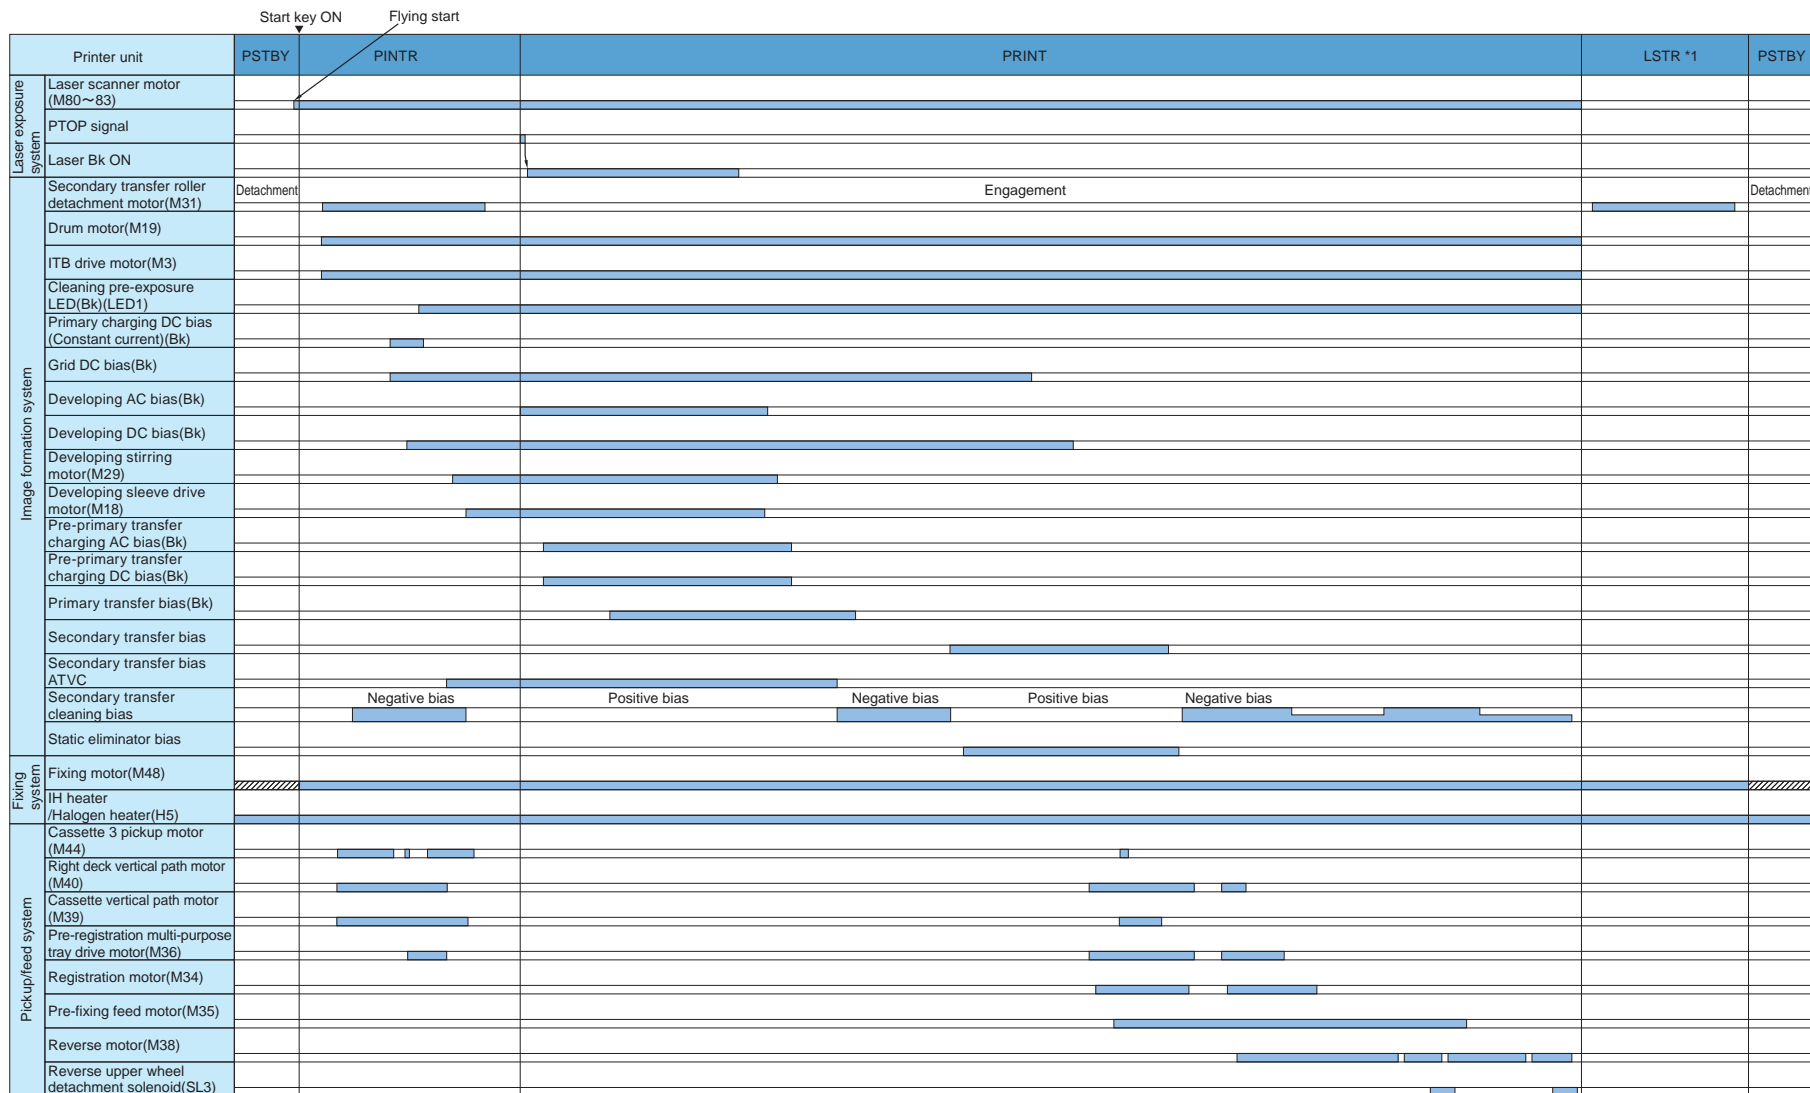 Start key ON
Flying start
Printer unit
PSTBY
PINTR
PRINT
LSTR *1
PSTBY
Laser exposure
system
Laser scanner motor
(M80～83)
PTOP signal
Laser Bk ON
Image formation system
Secondary transfer roller
detachment motor(M31)
Detachment
Engagement
Detachment
Drum motor(M19)
ITB drive motor(M3)
Cleaning pre-exposure
LED(Bk)(LED1)
Primary charging DC bias
(Constant current)(Bk)
Grid DC bias(Bk)
Developing AC bias(Bk)
Developing DC bias(Bk)
Developing stirring
motor(M29)
Developing sleeve drive
motor(M18)
Pre-primary transfer
charging AC bias(Bk)
Pre-primary transfer
charging DC bias(Bk)
Primary transfer bias(Bk)
Secondary transfer bias
Secondary transfer bias
ATVC
Secondary transfer
cleaning bias
Negative bias
Positive bias
Negative bias
Positive bias
Negative bias
Static eliminator bias
Fixing
system
Fixing motor(M48)
IH heater
/Halogen heater(H5)
Pickup/feed system
Cassette 3 pickup motor
(M44)
Right deck vertical path motor
(M40)
Cassette vertical path motor
(M39)
Pre-registration multi-purpose
tray drive motor(M36)
Registration motor(M34)
Pre-fixing feed motor(M35)
Reverse motor(M38)
Reverse upper wheel
detachment solenoid(SL3)